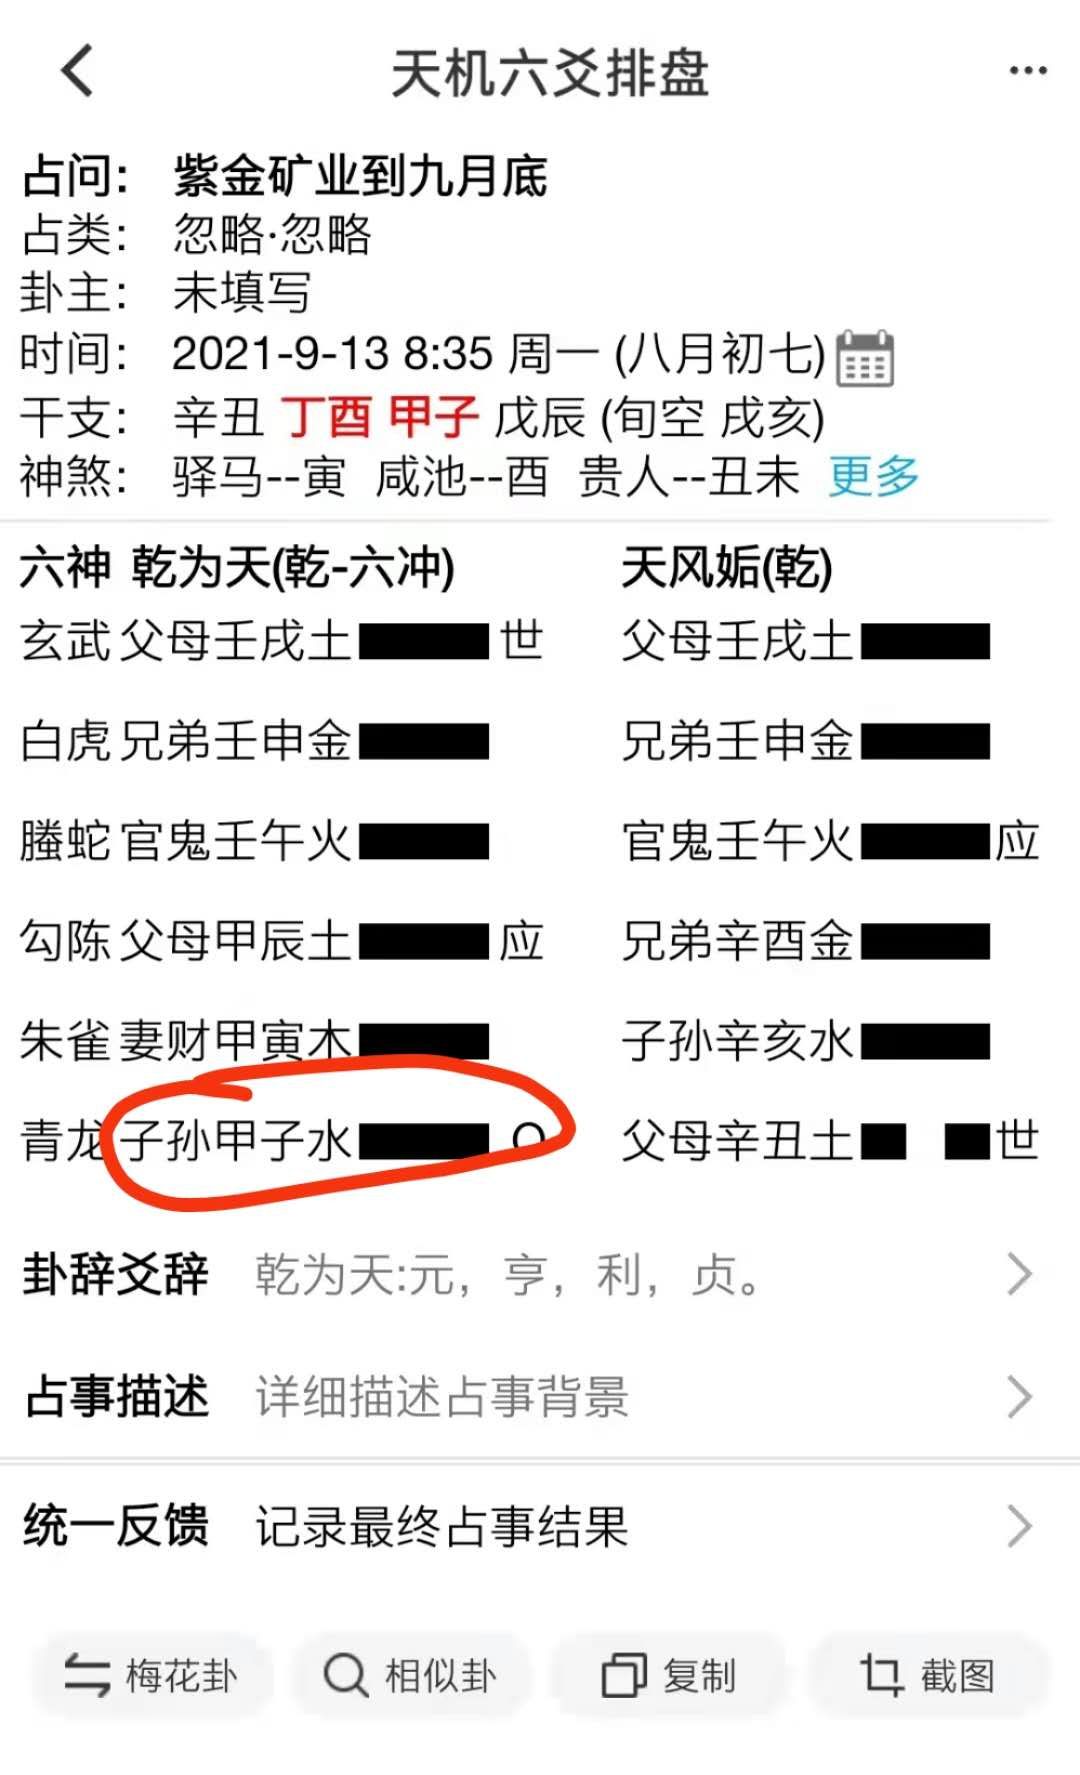 天机六爻排盘
占问： 紫金矿业到九月底
占类： 忽略·忽略
卦主： 未填写
时间： 2021-9-13 8:35 周一 (八月初七)
干支： 辛丑 丁酉 甲子 戊辰 (旬空 戌亥)
神煞： 驿马--寅 咸池--酉 贵人--丑未 更多
六神 乾为天(乾-六冲) 天风姤(乾)
玄武 父母壬戌土 世 父母壬戌土
白虎 兄弟壬申金 兄弟壬申金
螣蛇 官鬼壬午火 官鬼壬午火 应
勾陈 父母甲辰土 应 兄弟辛酉金
朱雀 妻财甲寅木 子孙辛亥水
青龙 子孙甲子水 O 父母辛丑土 世
卦辞爻辞 乾为天:元，亨，利，贞。
占事描述 详细描述占事背景
统一反馈 记录最终占事结果
梅花卦 相似卦 复制 截图